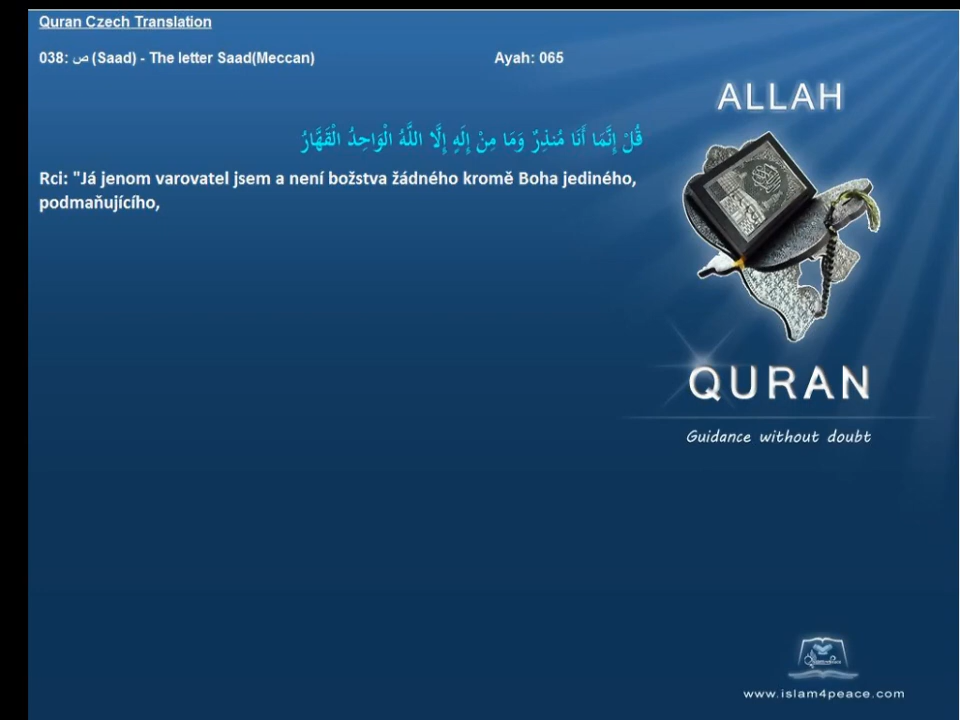 Quran Czech Translation
038: ص (Saad) - The letter Saad(Meccan) Ayah: 065
قُلْ إِنَّمَا أَنَا مُنذِرٌ وَمَا مِنْ إِلَهٍ إِلَّا اللَّهُ الْوَاحِدُ الْقَهَّارُ
Rci: "Já jenom varovatel jsem a není božstva žádného kromě Boha jediného,
podmaňujícího,
ALLAH
QURAN
Guidance without doubt
www.islam4peace.com